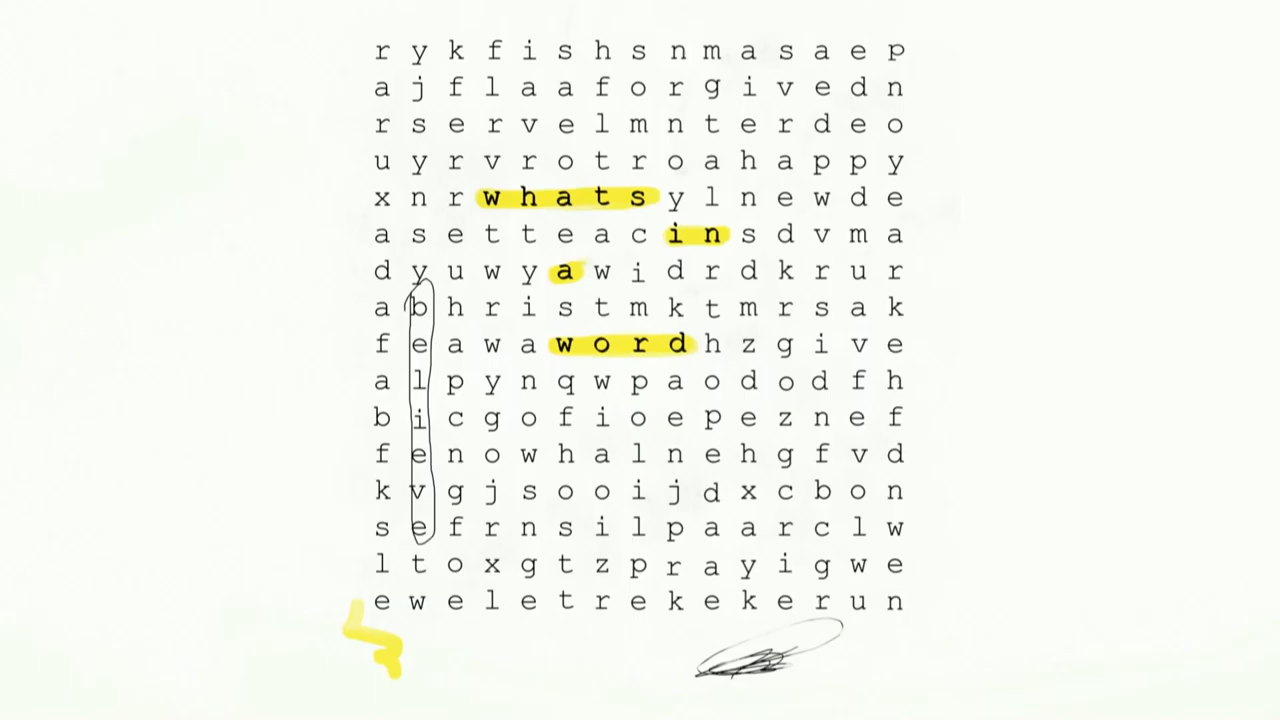 r y k f i s h s n m a s a e p
a j f l a a f o r g i v e d n
r s e r v e l m n t e r d e o
u y r v r o t r o a h a p p y
x n r w h a t s y l n e w d e
a s e t t e a c i n s d v m a
d y u w y a w i d r d k r u r
a b h r i s t m k t m r s a k
f e a w a w o r d h z g i v e
a l p y n q w p a o d o d f h
b i c g o f i o e p e z n e f
f e n o w h a l n e h g f v d
k v g j s o o i j d x c b o n
s e f r n s i l p a a r c l w
l t o x g t z p r a y i g w e
e w e l e t r e k e k e r u n